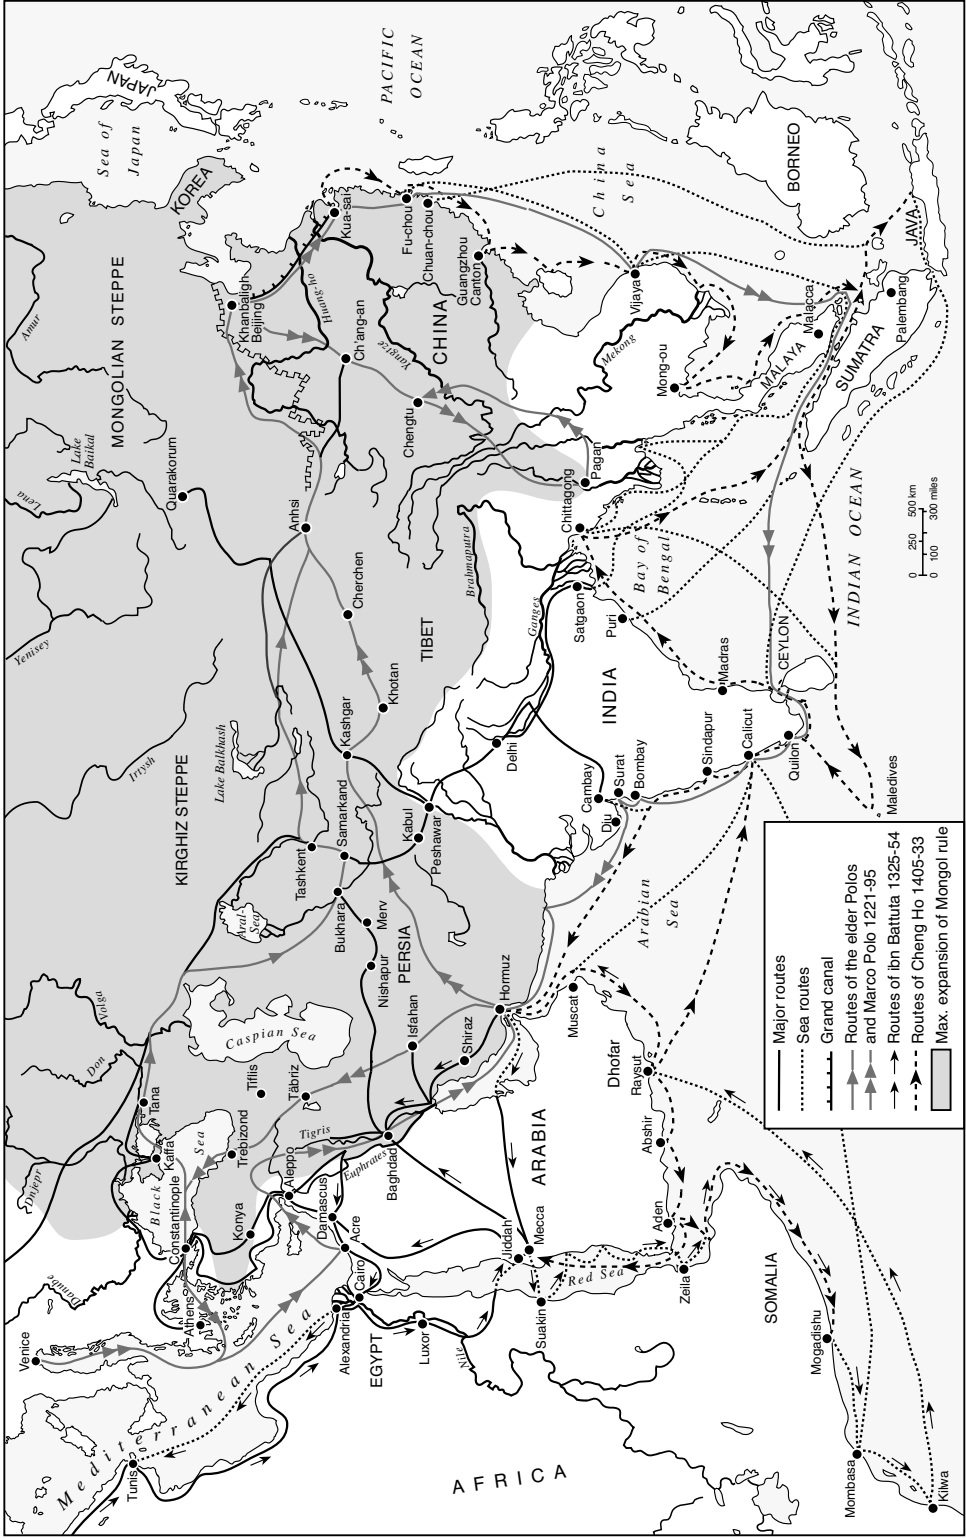 PACIFIC
OCEAN
JAPAN
Sea of
Japan
KOREA
China
Sea
BORNEO
JAVA
Kua-sai
Fu-chou
Chuan-chou
Guangzhou
Canton
Vijaya
Palembang
Malacca
MALAYA
SUMATRA
Amur
MONGOLIAN STEPPE
Khanbaligh
Beijing
Huang-ho
Ch'ang-an
Yangtze
CHINA
Mekong
Mong-ou
Lena
Lake
Baikal
Quarakorum
Chengtu
Pagan
Anhsi
Chittagong
Brahmaputra
Bay of
Bengal
INDIAN OCEAN
0 250 500 km
0 100 300 miles
Yenisey
Cherchen
TIBET
Ganges
Satgaon
Puri
Khotan
Madras
CEYLON
Irtysh
Lake Balkhash
Kashgar
INDIA
Delhi
Sindapur
Calicut
Quilon
KIRGHIZ STEPPE
Tashkent
Samarkand
Kabul
Peshawar
Cambay
Surat
Bombay
Diu
Maledives
Aral-
Sea
Bukhara
Merv
Nishapur
PERSIA
Arabian
Sea
Volga
Don
Caspian Sea
Isfahan
Shiraz
Hormuz
Muscat
Tiflis
Täbriz
Tana
Dhofar
Raysut
Dnjepr
Kaffa
Black Sea
Trebizond
Tigris
Euphrates
Baghdad
Abshir
ARABIA
Danube
Constantinople
Konya
Aleppo
Damascus
Acre
Jiddah
Mecca
Aden
Red Sea
Zeila
SOMALIA
Venice
Athens
Cairo
Alexandria
EGYPT
Luxor
Nile
Suakin
Mogadishu
Mediterranean Sea
Tunis
AFRICA
Mombasa
Kilwa
Major routes
Sea routes
Grand canal
Routes of the elder Polos
and Marco Polo 1221-95
Routes of ibn Battuta 1325-54
Routes of Cheng Ho 1405-33
Max. expansion of Mongol rule